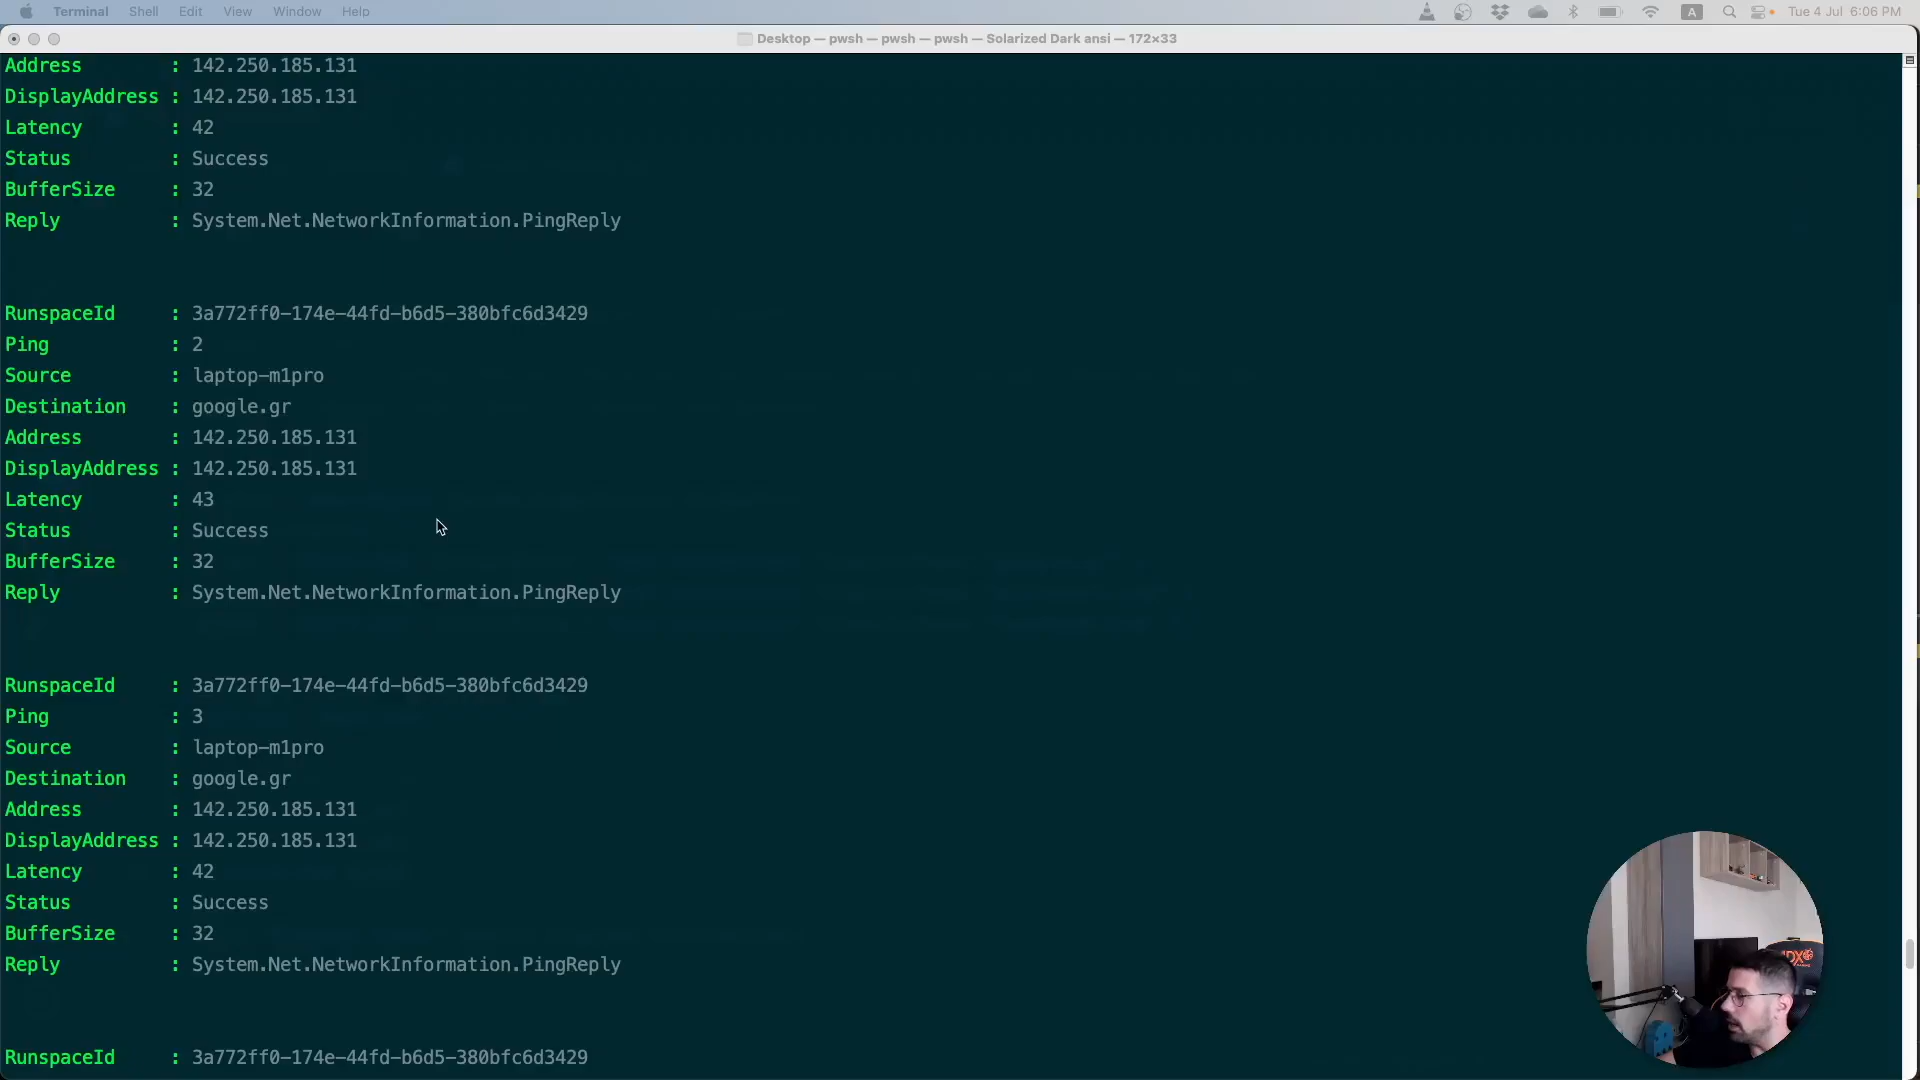 Terminal Shell Edit View Window Help A Tue 4 Jul 6:06 PM
Desktop — pwsh — pwsh — pwsh — Solarized Dark ansi — 172×33
Address : 142.250.185.131
DisplayAddress : 142.250.185.131
Latency : 42
Status : Success
BufferSize : 32
Reply : System.Net.NetworkInformation.PingReply
RunspaceId : 3a772ff0-174e-44fd-b6d5-380bfc6d3429
Ping : 2
Source : laptop-m1pro
Destination : google.gr
Address : 142.250.185.131
DisplayAddress : 142.250.185.131
Latency : 43
Status : Success
BufferSize : 32
Reply : System.Net.NetworkInformation.PingReply
RunspaceId : 3a772ff0-174e-44fd-b6d5-380bfc6d3429
Ping : 3
Source : laptop-m1pro
Destination : google.gr
Address : 142.250.185.131
DisplayAddress : 142.250.185.131
Latency : 42
Status : Success
BufferSize : 32
Reply : System.Net.NetworkInformation.PingReply
RunspaceId : 3a772ff0-174e-44fd-b6d5-380bfc6d3429